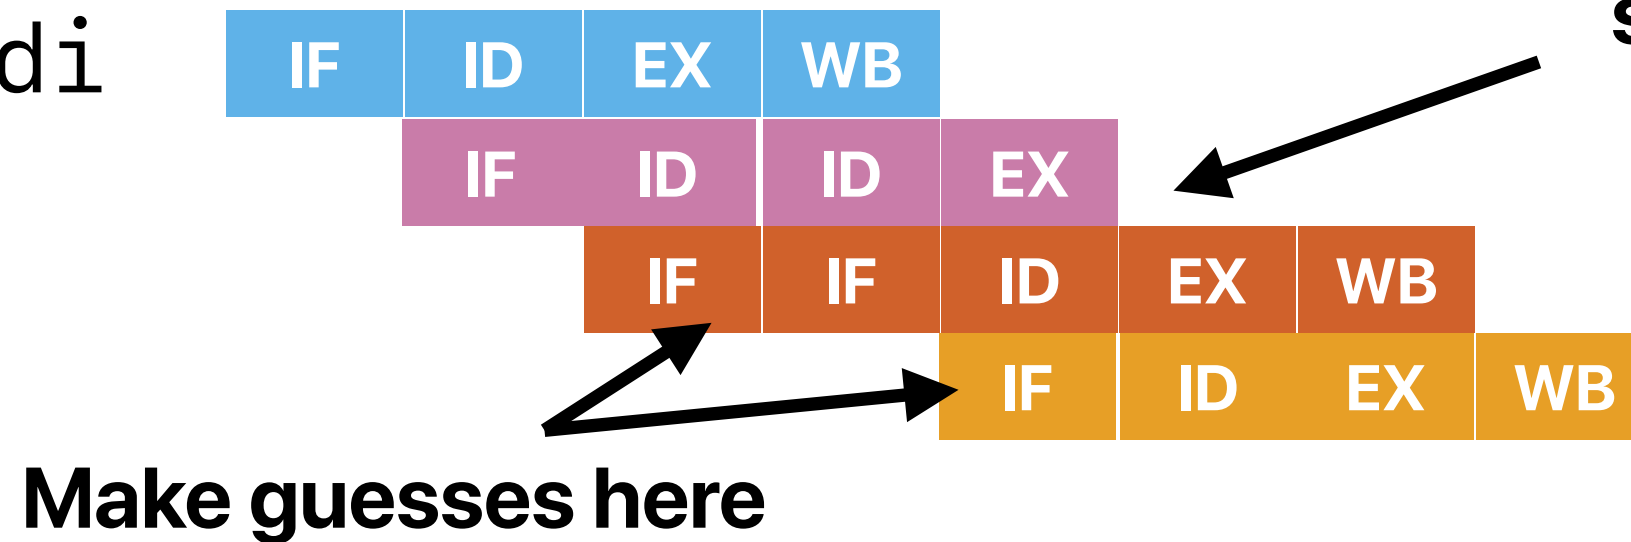 di IF ID EX WB
IF ID ID EX
IF IF ID EX WB
IF ID EX WB
Make guesses here